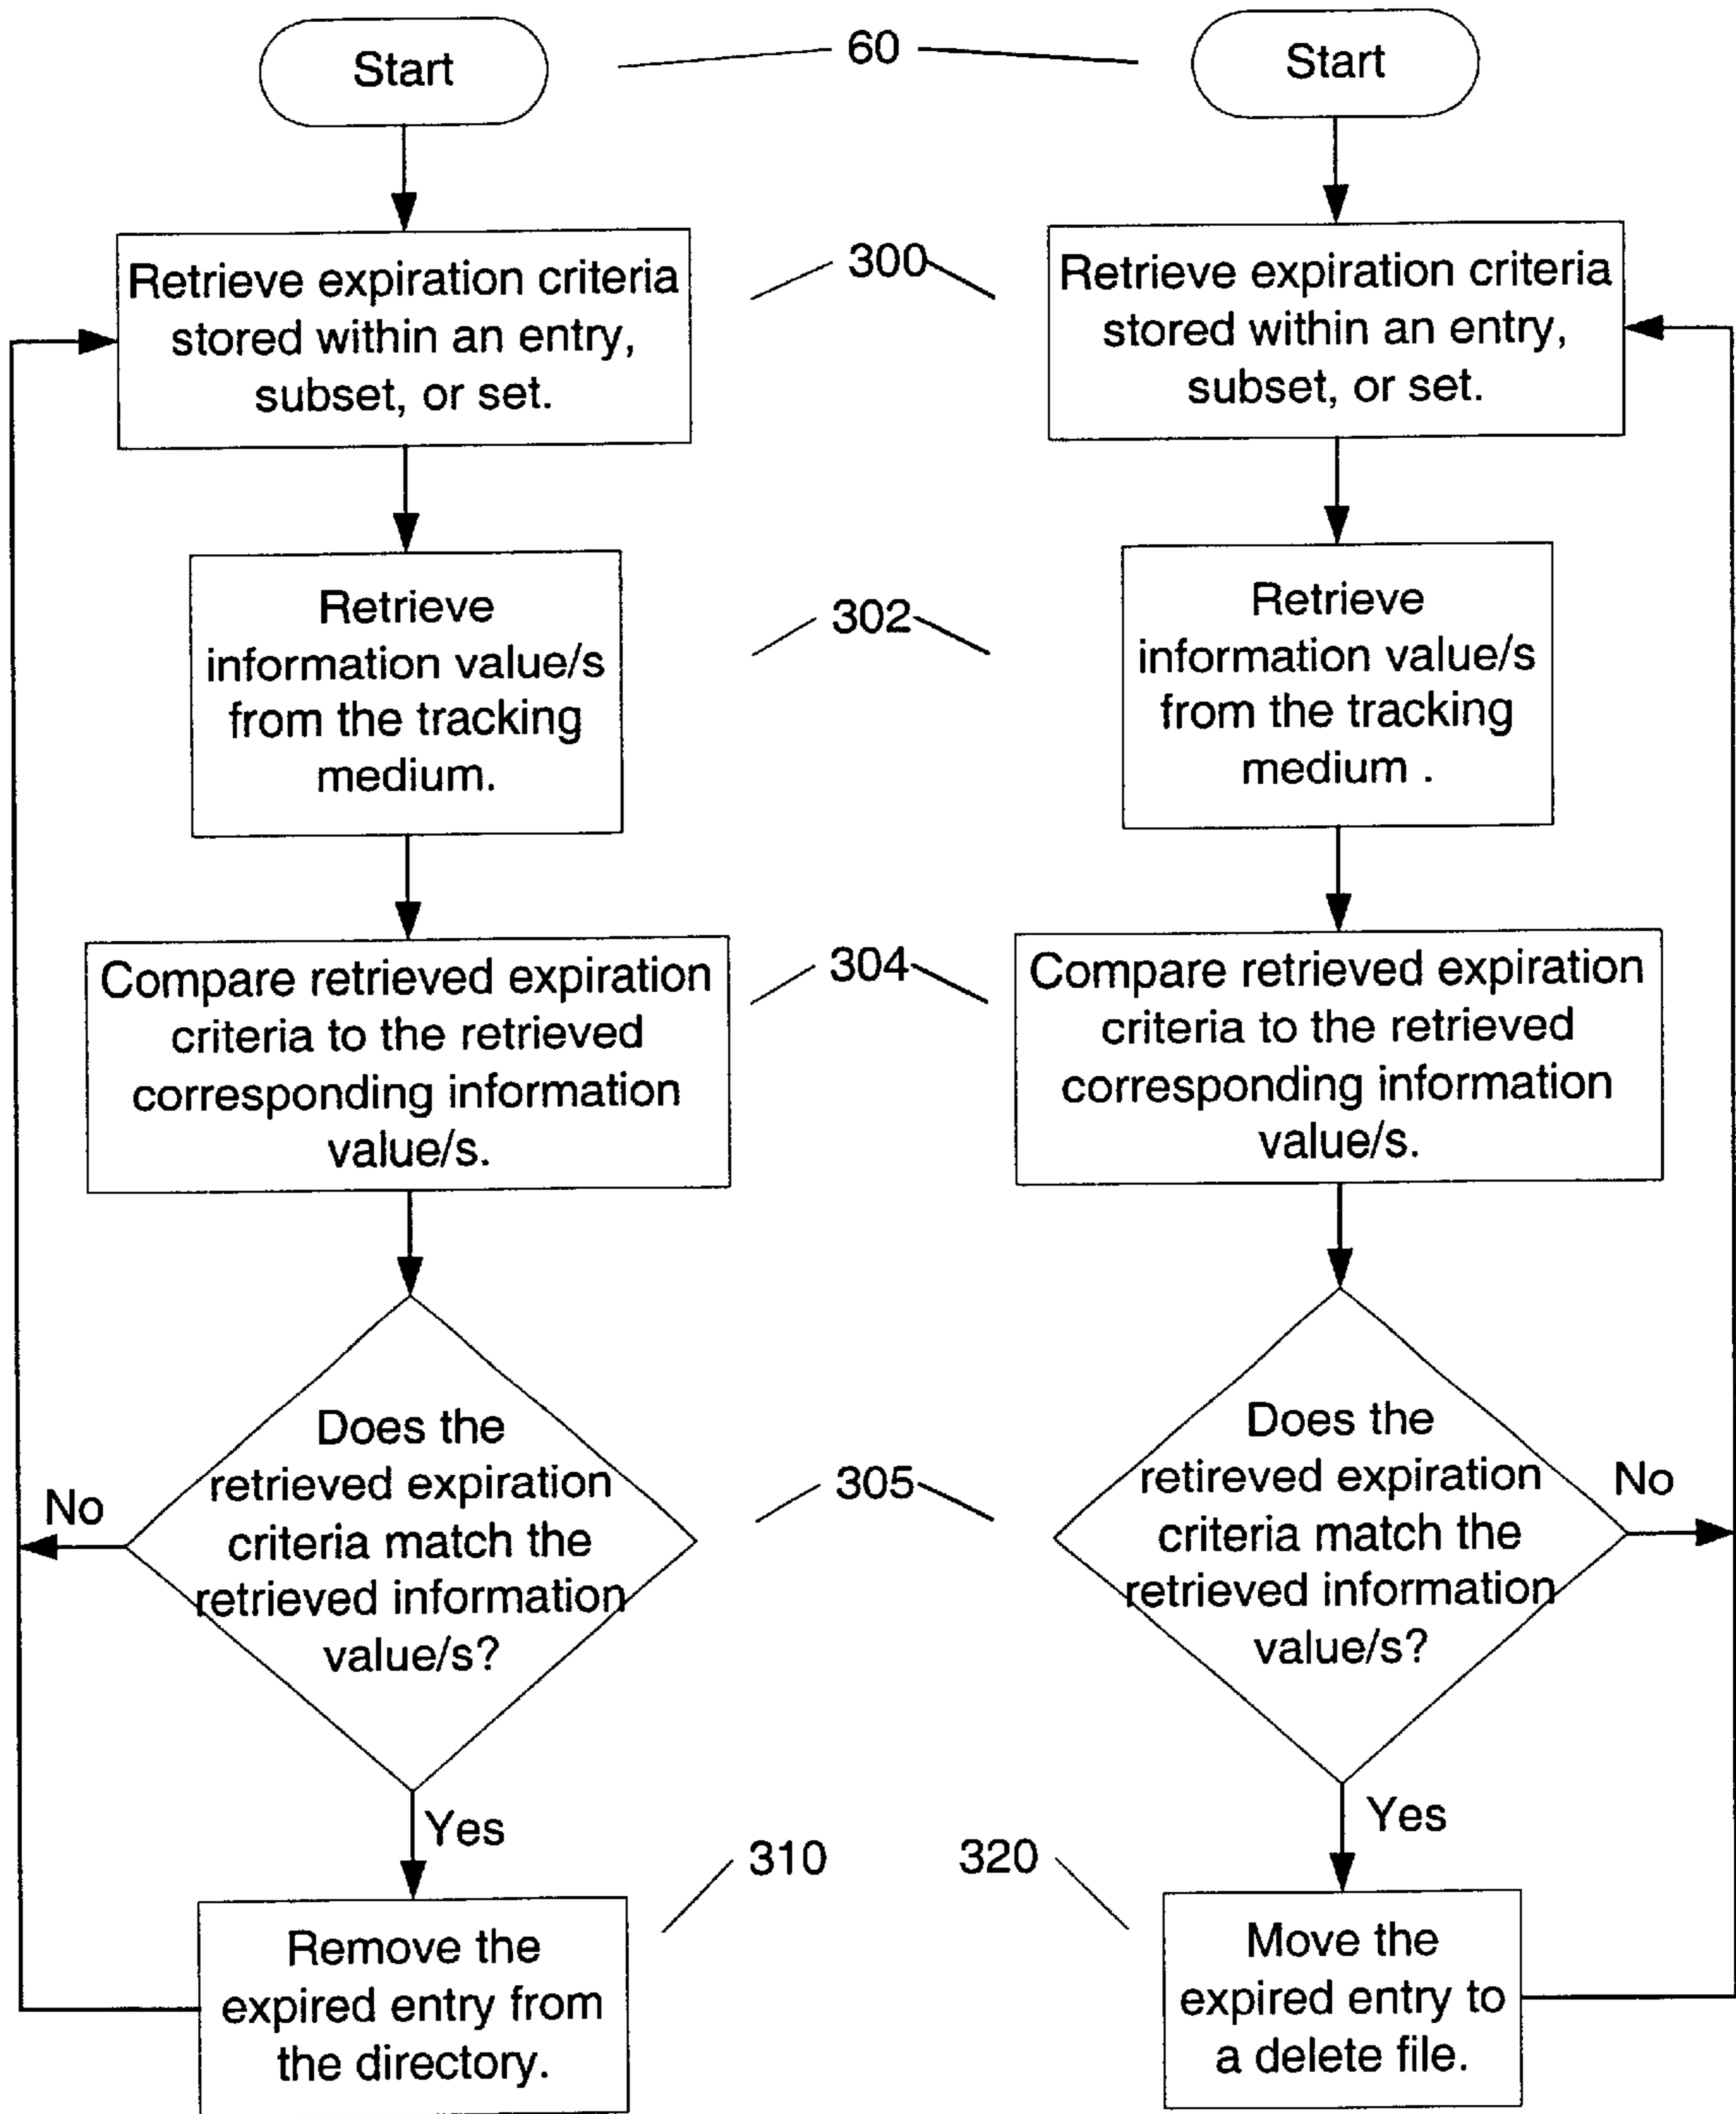 Start
60
Start
Retrieve expiration criteria
stored within an entry,
subset, or set.
300
Retrieve expiration criteria
stored within an entry,
subset, or set.
Retrieve
information value/s
from the tracking
medium.
302
Retrieve
information value/s
from the tracking
medium .
Compare retrieved expiration
criteria to the retrieved
corresponding information
value/s.
304
Compare retrieved expiration
criteria to the retrieved
corresponding information
value/s.
Does the
retrieved expiration
criteria match the
retrieved information
value/s?
No
305
Does the
retireved expiration
criteria match the
retrieved information
value/s?
No
Yes
Yes
310
320
Remove the
expired entry from
the directory.
Move the
expired entry to
a delete file.